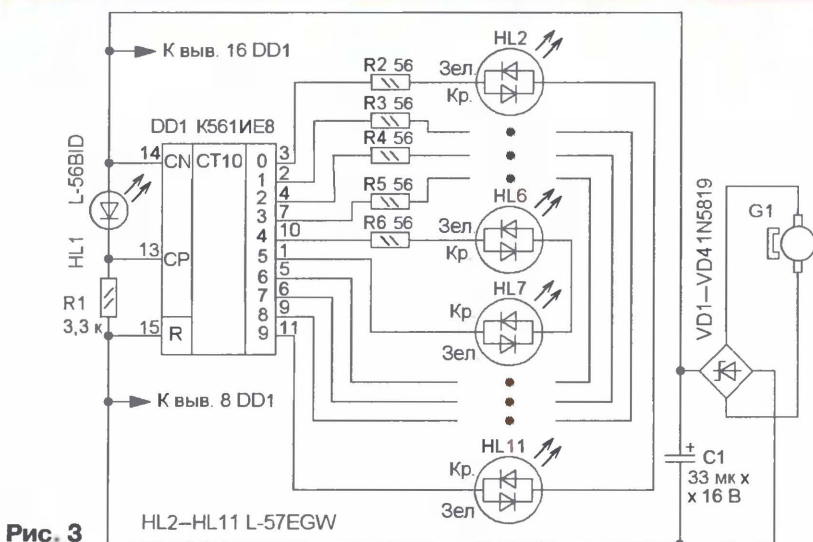 К выв. 16 DD1
HL2
R2 56
Зел.
Кр.
R3 56
DD1 К561ИЕ8
R4 56
14 CN CT10 0 3
1 2
2 4
R5 56
3 7
HL6
L-56BID
R6 56
4 10
Зел.
Кр.
G1
HL1
13 CP 5 1
6 5
HL7
Кр.
Зел.
VD1–VD4 1N5819
R1
3,3 к
7 6
8 9
15 R 9 11
К выв. 8 DD1
HL11
Кр.
Зел
+ C1
33 мк х
х 16 В
HL2–HL11 L-57EGW
Рис. 3